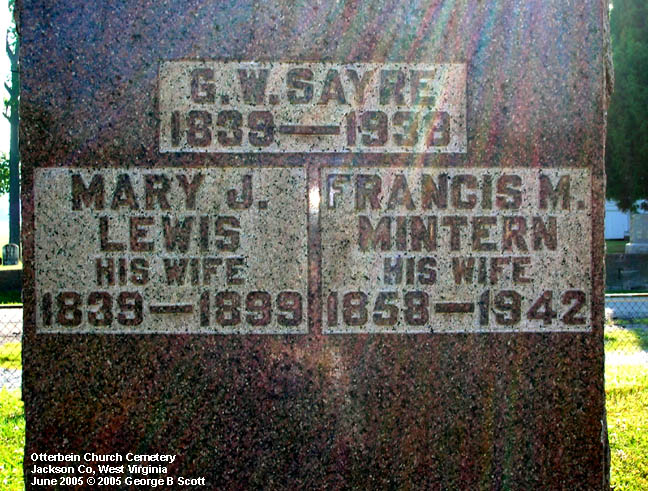 G. W. SAYRE
1839—1933
MARY J.
LEWIS
HIS WIFE
1839—1899
FRANCIS M.
MINTERN
HIS WIFE
1858—1942
Otterbein Church Cemetery
Jackson Co, West Virginia
June 2005 © 2005 George B Scott